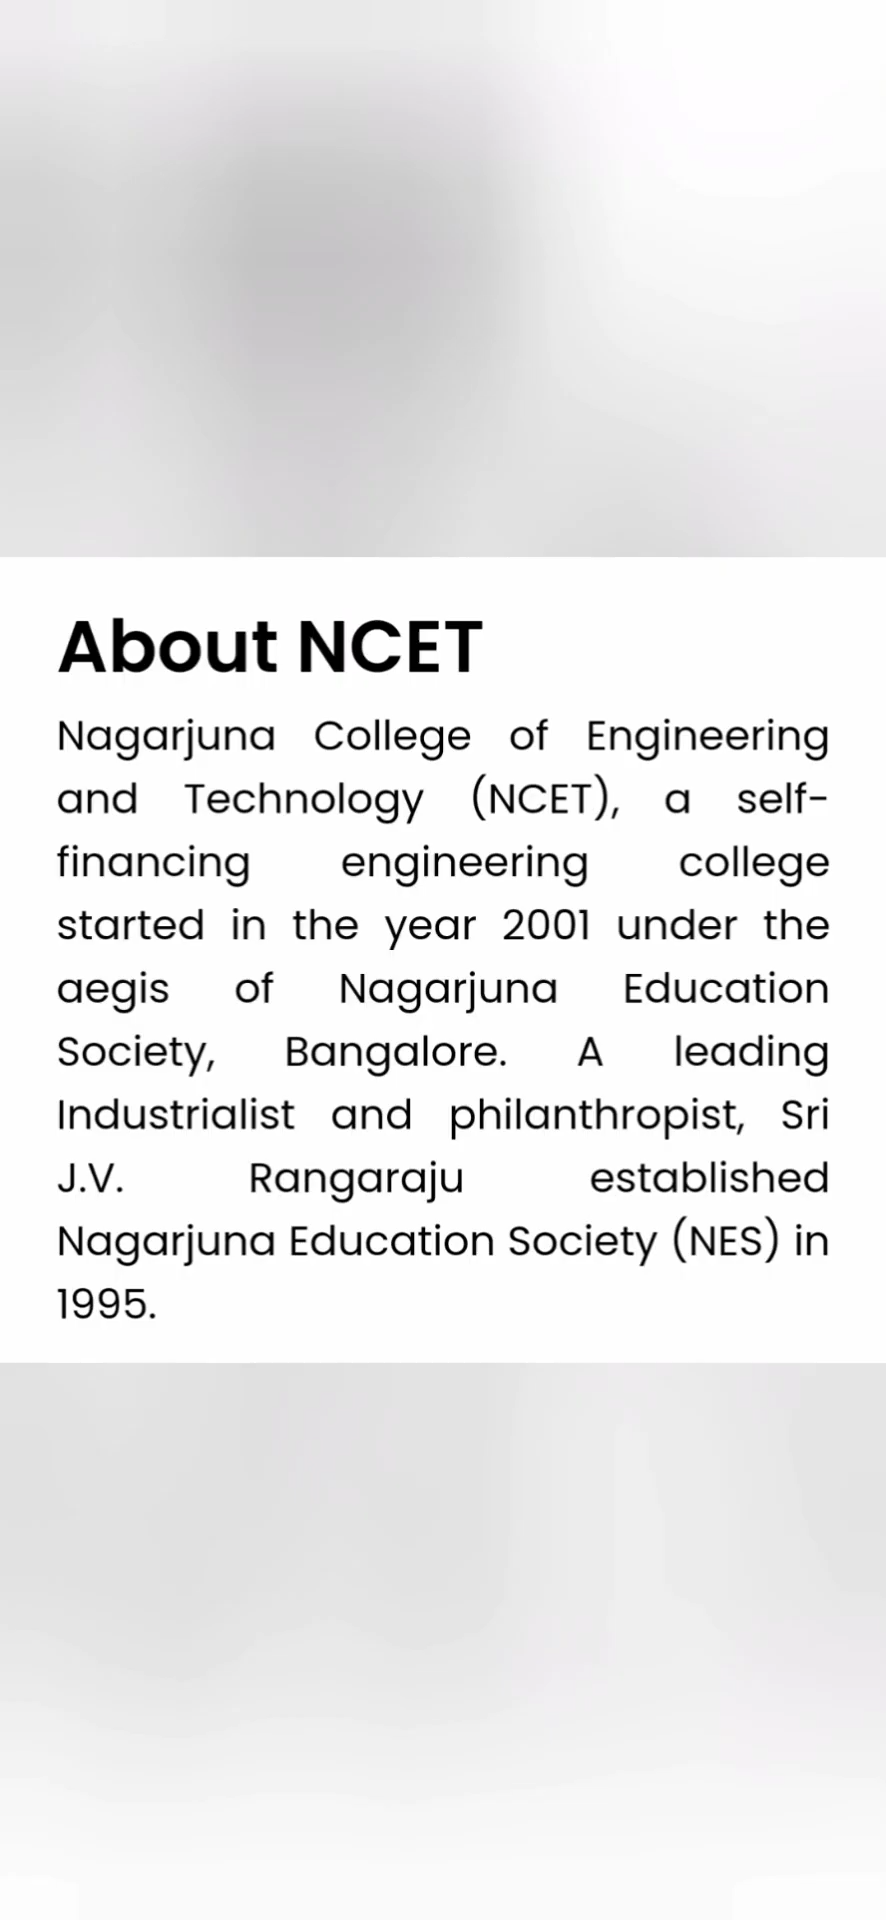 About NCET
Nagarjuna College of Engineering
and Technology (NCET), a self-
financing engineering college
started in the year 2001 under the
aegis of Nagarjuna Education
Society, Bangalore. A leading
Industrialist and philanthropist, Sri
J.V. Rangaraju established
Nagarjuna Education Society (NES) in
1995.